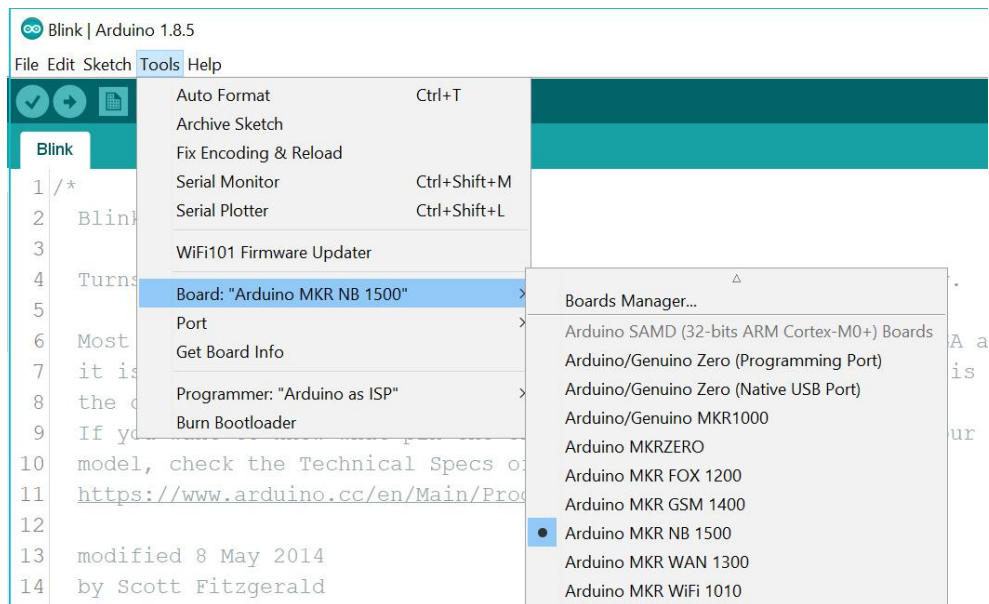 Blink | Arduino 1.8.5
File Edit Sketch Tools Help
Auto Format Ctrl+T
Archive Sketch
Fix Encoding & Reload
Serial Monitor Ctrl+Shift+M
Serial Plotter Ctrl+Shift+L
WiFi101 Firmware Updater
Board: "Arduino MKR NB 1500"
Port
Get Board Info
Programmer: "Arduino as ISP"
Burn Bootloader
Boards Manager...
Arduino SAMD (32-bits ARM Cortex-M0+) Boards
Arduino/Genuino Zero (Programming Port)
Arduino/Genuino Zero (Native USB Port)
Arduino/Genuino MKR1000
Arduino MKRZERO
Arduino MKR FOX 1200
Arduino MKR GSM 1400
Arduino MKR NB 1500
Arduino MKR WAN 1300
Arduino MKR WiFi 1010
Blink
1 /*
2 Blink
3
4 Turns .
5
6 Most a
7 it is is
8 the
9 If
10 model, check the Technical Specs
11 https://www.arduino.cc/en/Main/
12
13 modified 8 May 2014
14 by Scott Fitzgerald